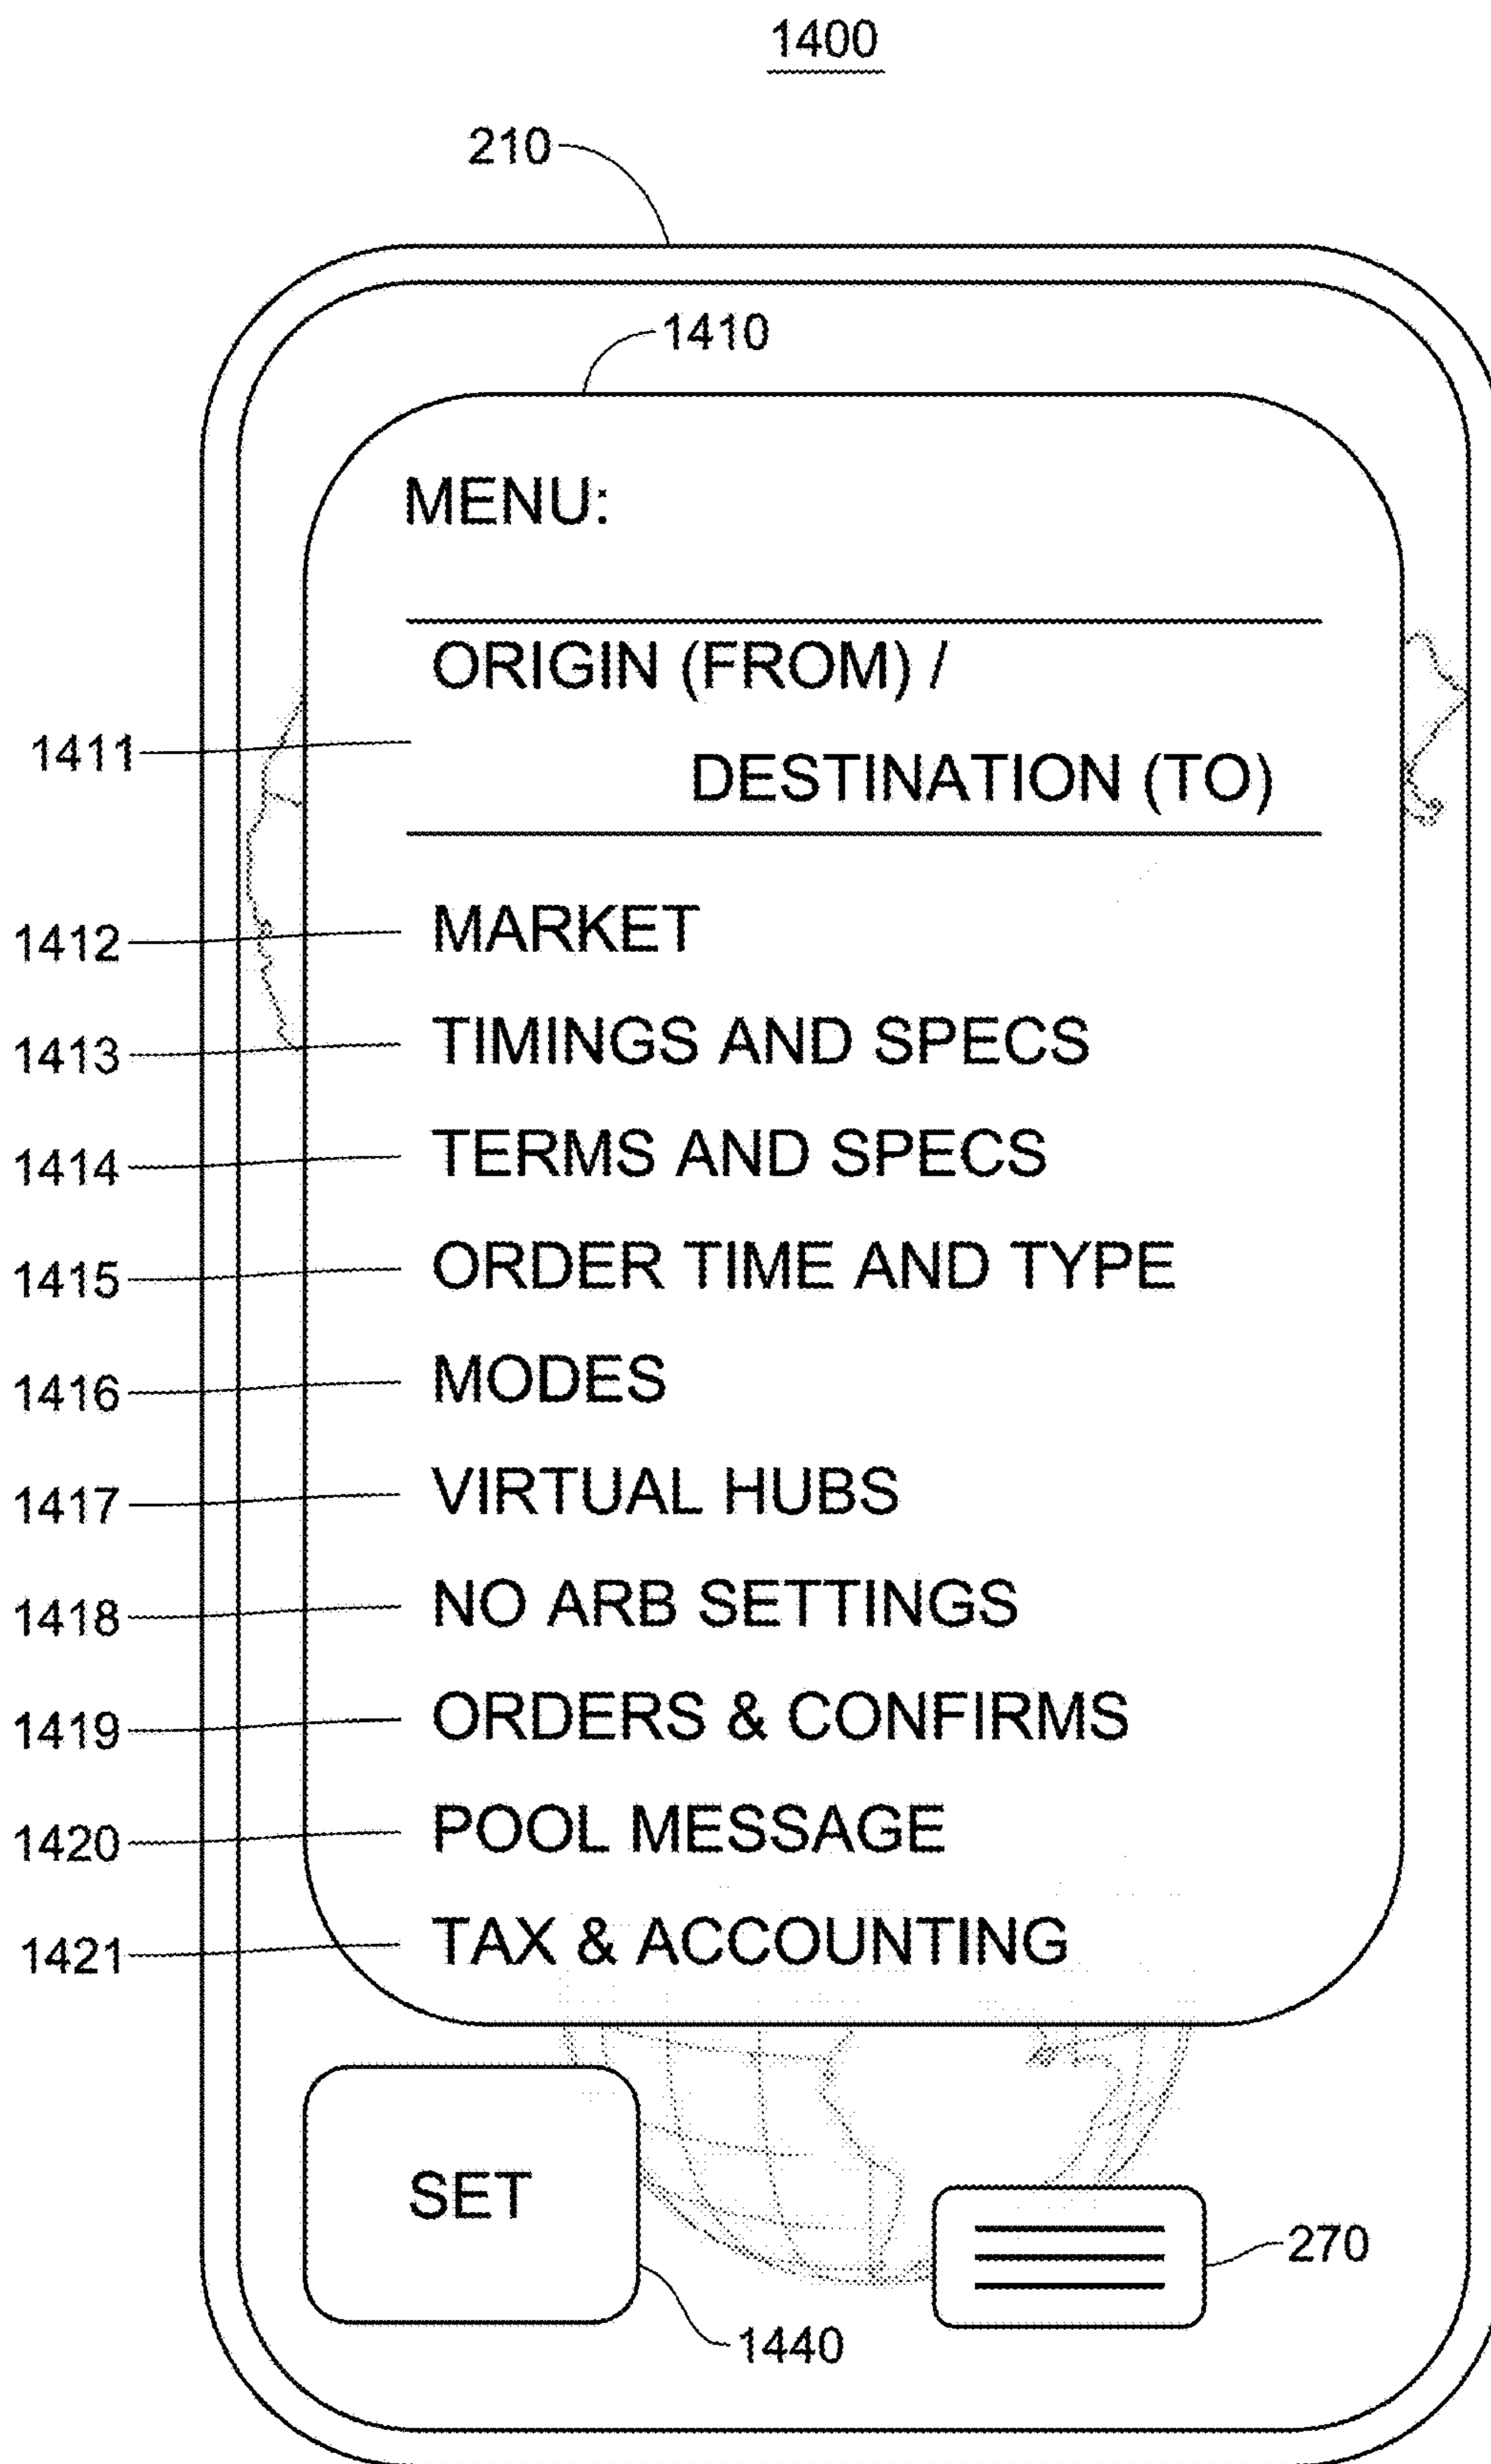 1400
210
1410
MENU:
ORIGIN (FROM) /
1411
DESTINATION (TO)
1412 MARKET
1413 TIMINGS AND SPECS
1414 TERMS AND SPECS
1415 ORDER TIME AND TYPE
1416 MODES
1417 VIRTUAL HUBS
1418 NO ARB SETTINGS
1419 ORDERS & CONFIRMS
1420 POOL MESSAGE
1421 TAX & ACCOUNTING
SET
270
1440